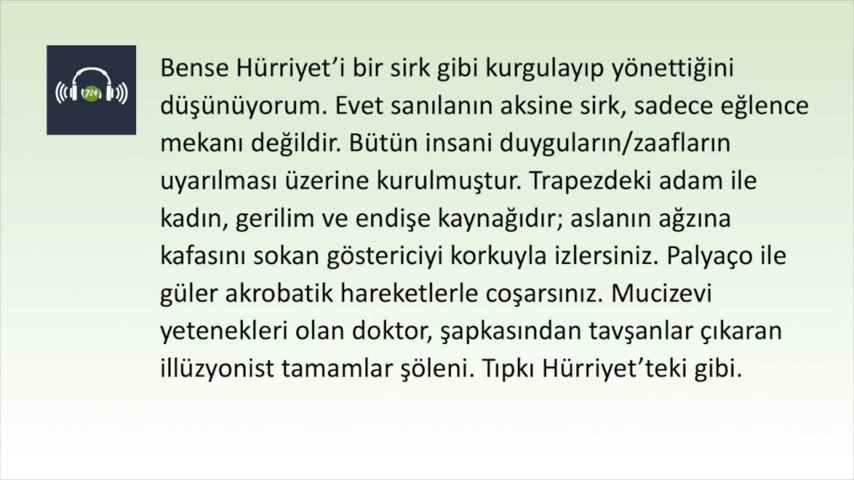 7/24
Bense Hürriyet’i bir sirk gibi kurgulayıp yönettiğini
düşünüyorum. Evet sanılanın aksine sirk, sadece eğlence
mekanı değildir. Bütün insani duyguların/zaafların
uyarılması üzerine kurulmuştur. Trapezdeki adam ile
kadın, gerilim ve endişe kaynağıdır; aslanın ağzına
kafasını sokan göstericiyi korkuyla izlersiniz. Palyaço ile
güler akrobatik hareketlerle coşarsınız. Mucizevi
yetenekleri olan doktor, şapkasından tavşanlar çıkaran
illüzyonist tamamlar şöleni. Tıpkı Hürriyet’teki gibi.